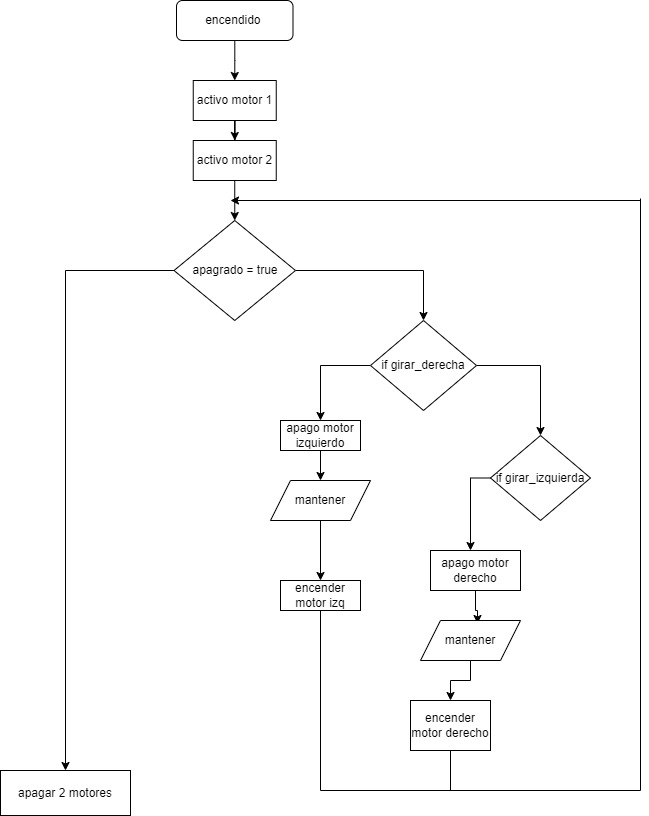 encendido
activo motor 1
activo motor 2
apagrado = true
if girar_derecha
apago motor
izquierdo
mantener
encender
motor izq
if girar_izquierda
apago motor
derecho
mantener
encender
motor derecho
apagar 2 motores